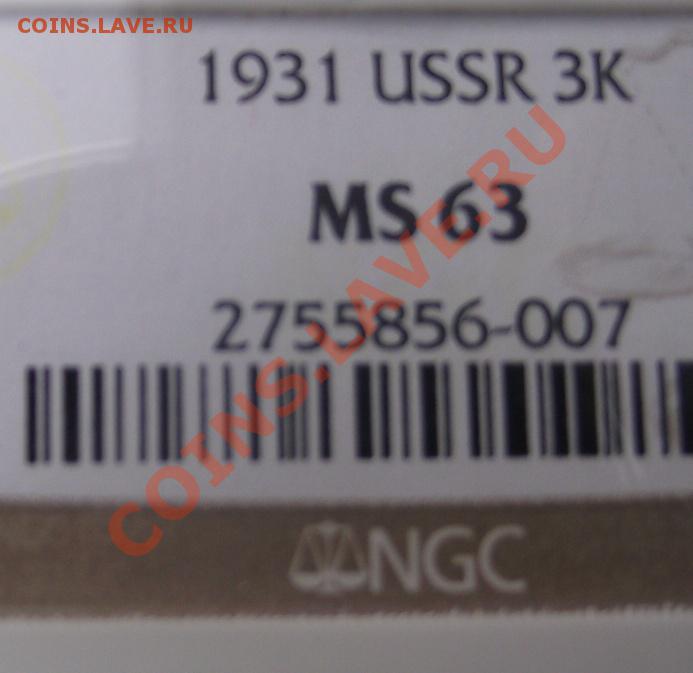 COINS.LAVE.RU
1931 USSR 3K
MS 63
2755856-007
NGC
COINS.LAVE.RU